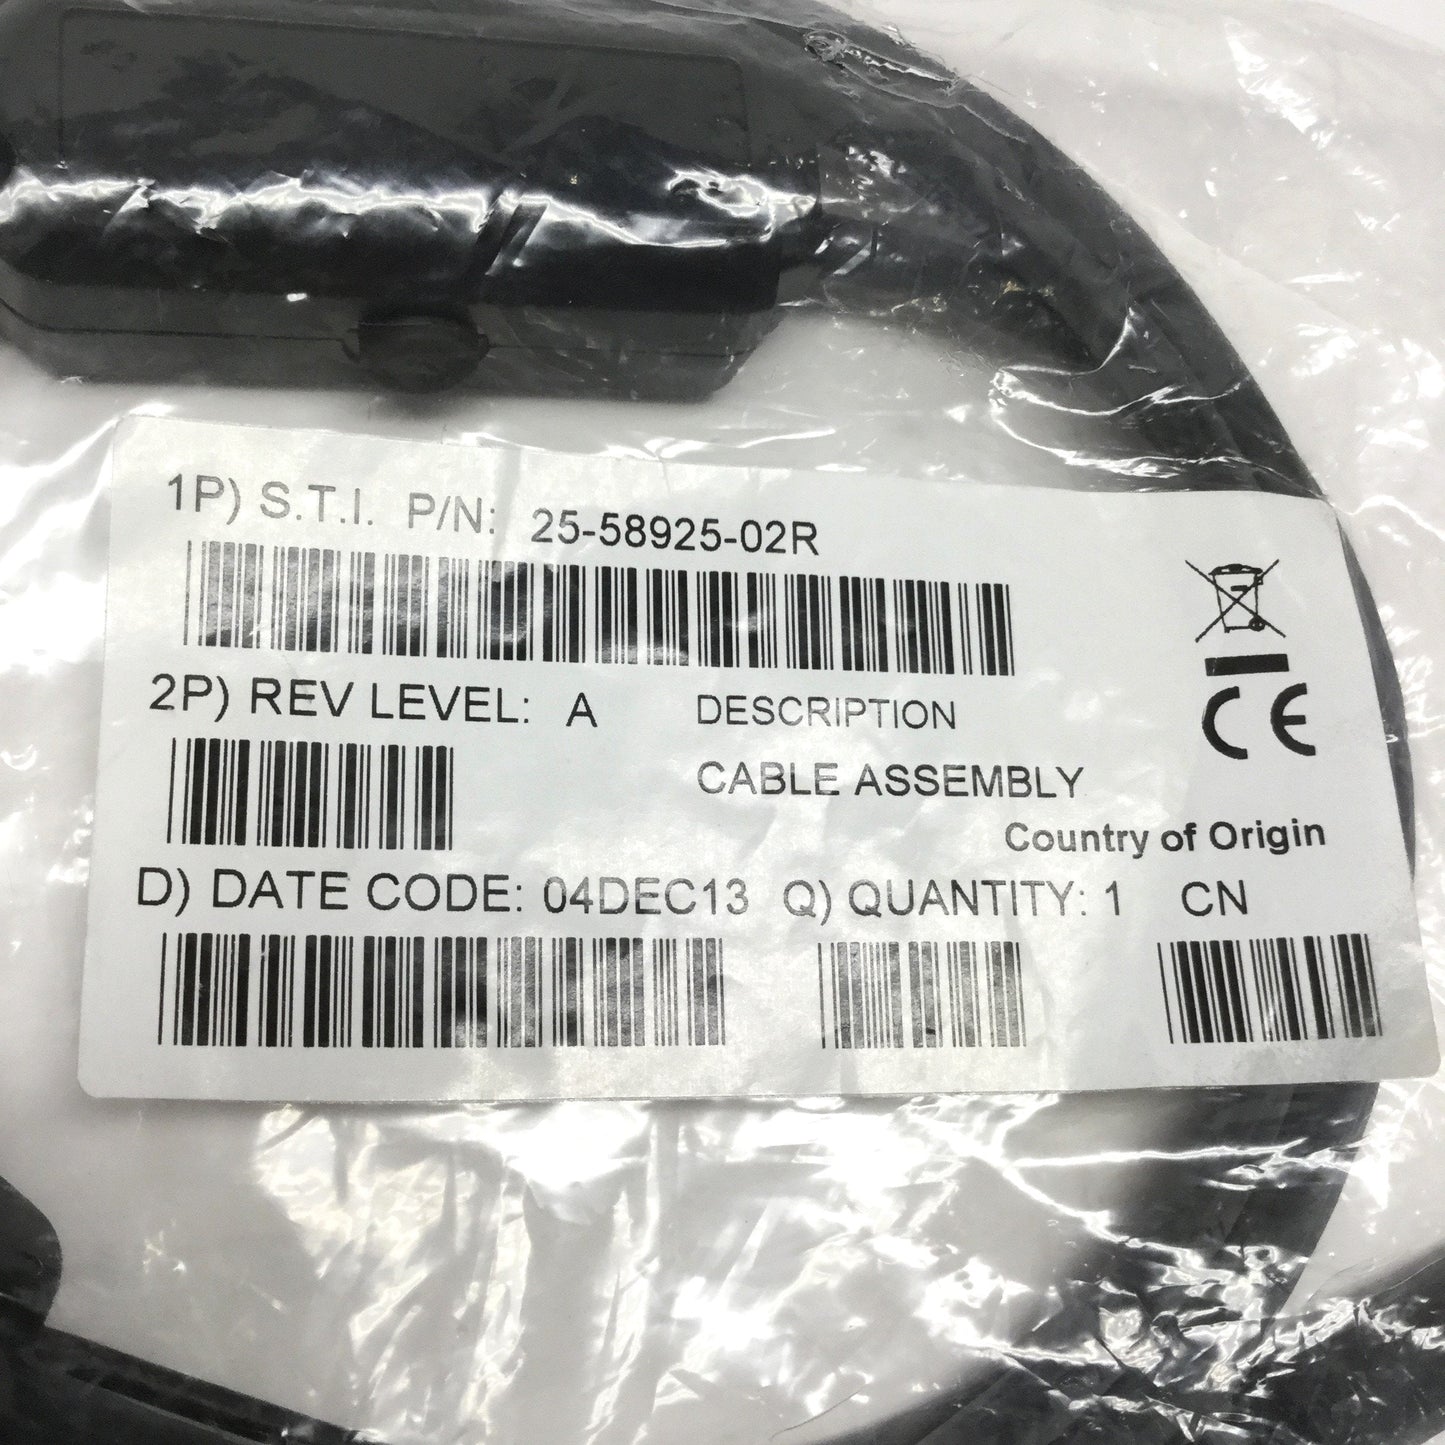 1P) S.T.I. P/N: 25-58925-02R
2P) REV LEVEL: A
DESCRIPTION
CABLE ASSEMBLY
Country of Origin
D) DATE CODE: 04DEC13 Q) QUANTITY: 1 CN
CE